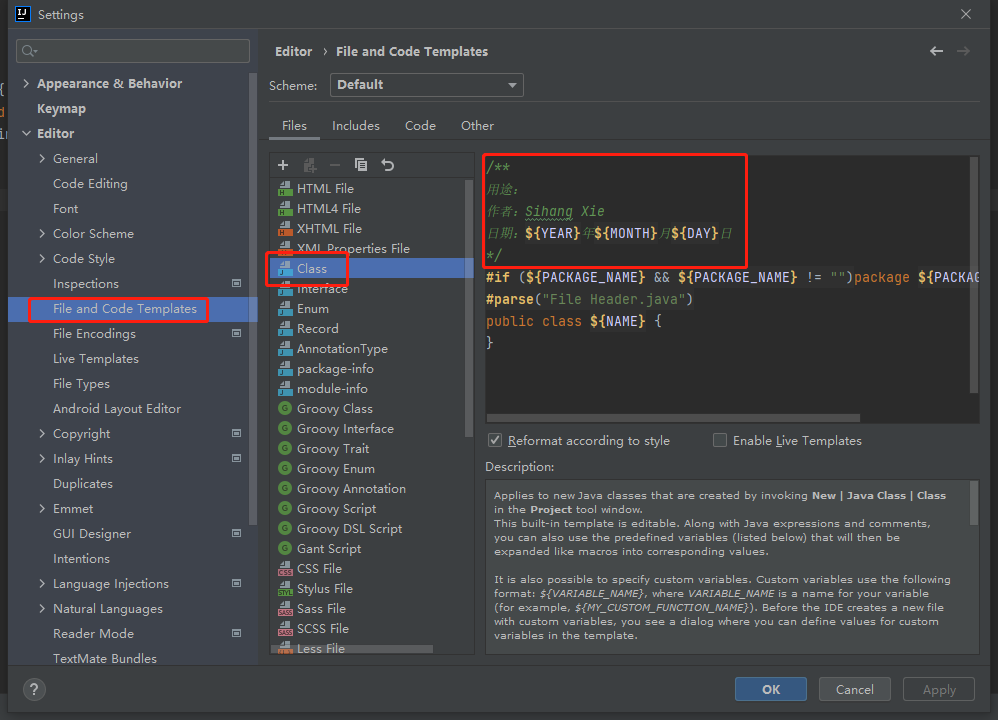 Settings
Editor › File and Code Templates
Scheme: Default
Files Includes Code Other
Appearance & Behavior
Keymap
Editor
General
Code Editing
Font
Color Scheme
Code Style
Inspections
File and Code Templates
File Encodings
Live Templates
File Types
Android Layout Editor
Copyright
Inlay Hints
Duplicates
Emmet
GUI Designer
Intentions
Language Injections
Natural Languages
Reader Mode
TextMate Bundles
HTML File
HTML4 File
XHTML File
XML Properties File
Class
Interface
Enum
Record
AnnotationType
package-info
module-info
Groovy Class
Groovy Interface
Groovy Trait
Groovy Enum
Groovy Annotation
Groovy Script
Groovy DSL Script
Gant Script
CSS File
Stylus File
Sass File
SCSS File
Less File
/**
用途：
作者：Sihang Xie
日期：${YEAR}年${MONTH}月${DAY}日
*/
#if (${PACKAGE_NAME} && ${PACKAGE_NAME} != "")package ${PACKAG
#parse("File Header.java")
public class ${NAME} {
}
Reformat according to style
Enable Live Templates
Description:
Applies to new Java classes that are created by invoking New | Java Class | Class
in the Project tool window.
This built-in template is editable. Along with Java expressions and comments,
you can also use the predefined variables (listed below) that will then be
expanded like macros into corresponding values.
It is also possible to specify custom variables. Custom variables use the following
format: ${VARIABLE_NAME}, where VARIABLE_NAME is a name for your variable
(for example, ${MY_CUSTOM_FUNCTION_NAME}). Before the IDE creates a new file
with custom variables, you see a dialog where you can define values for custom
variables in the template.
?
OK
Cancel
Apply